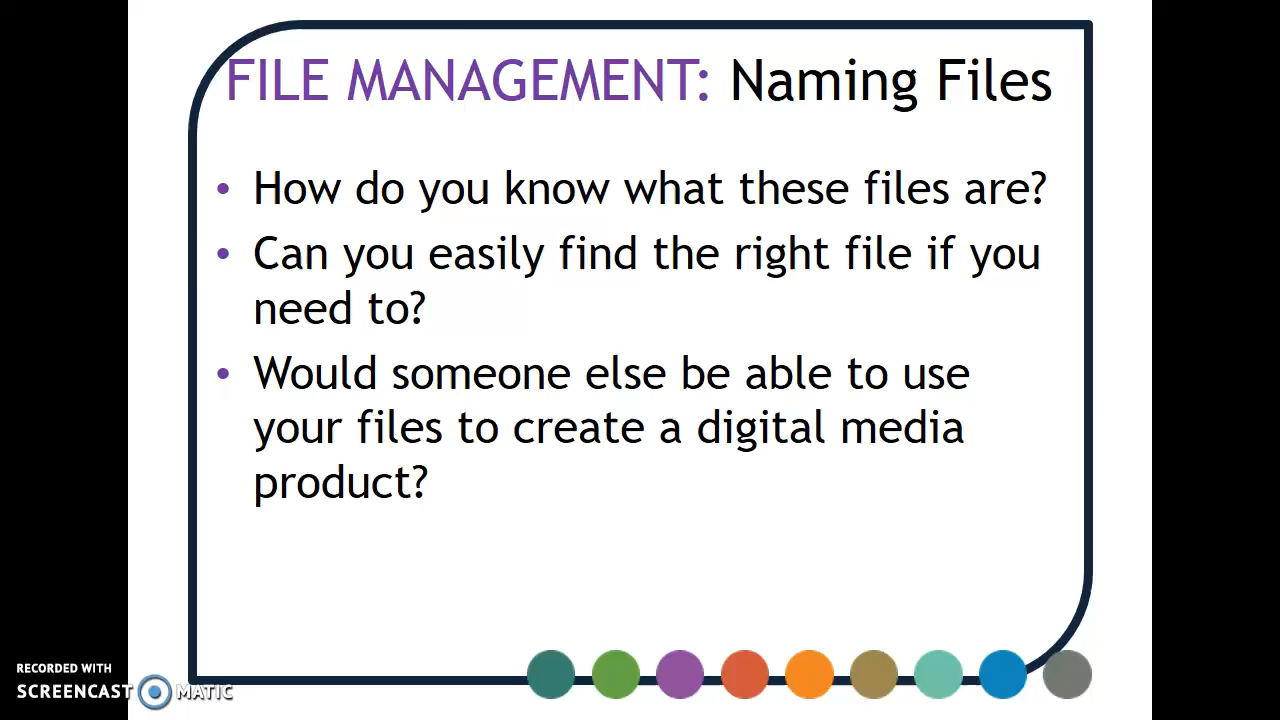 FILE MANAGEMENT: Naming Files
• How do you know what these files are?
• Can you easily find the right file if you
need to?
• Would someone else be able to use
your files to create a digital media
product?
RECORDED WITH
SCREENCAST MATIC